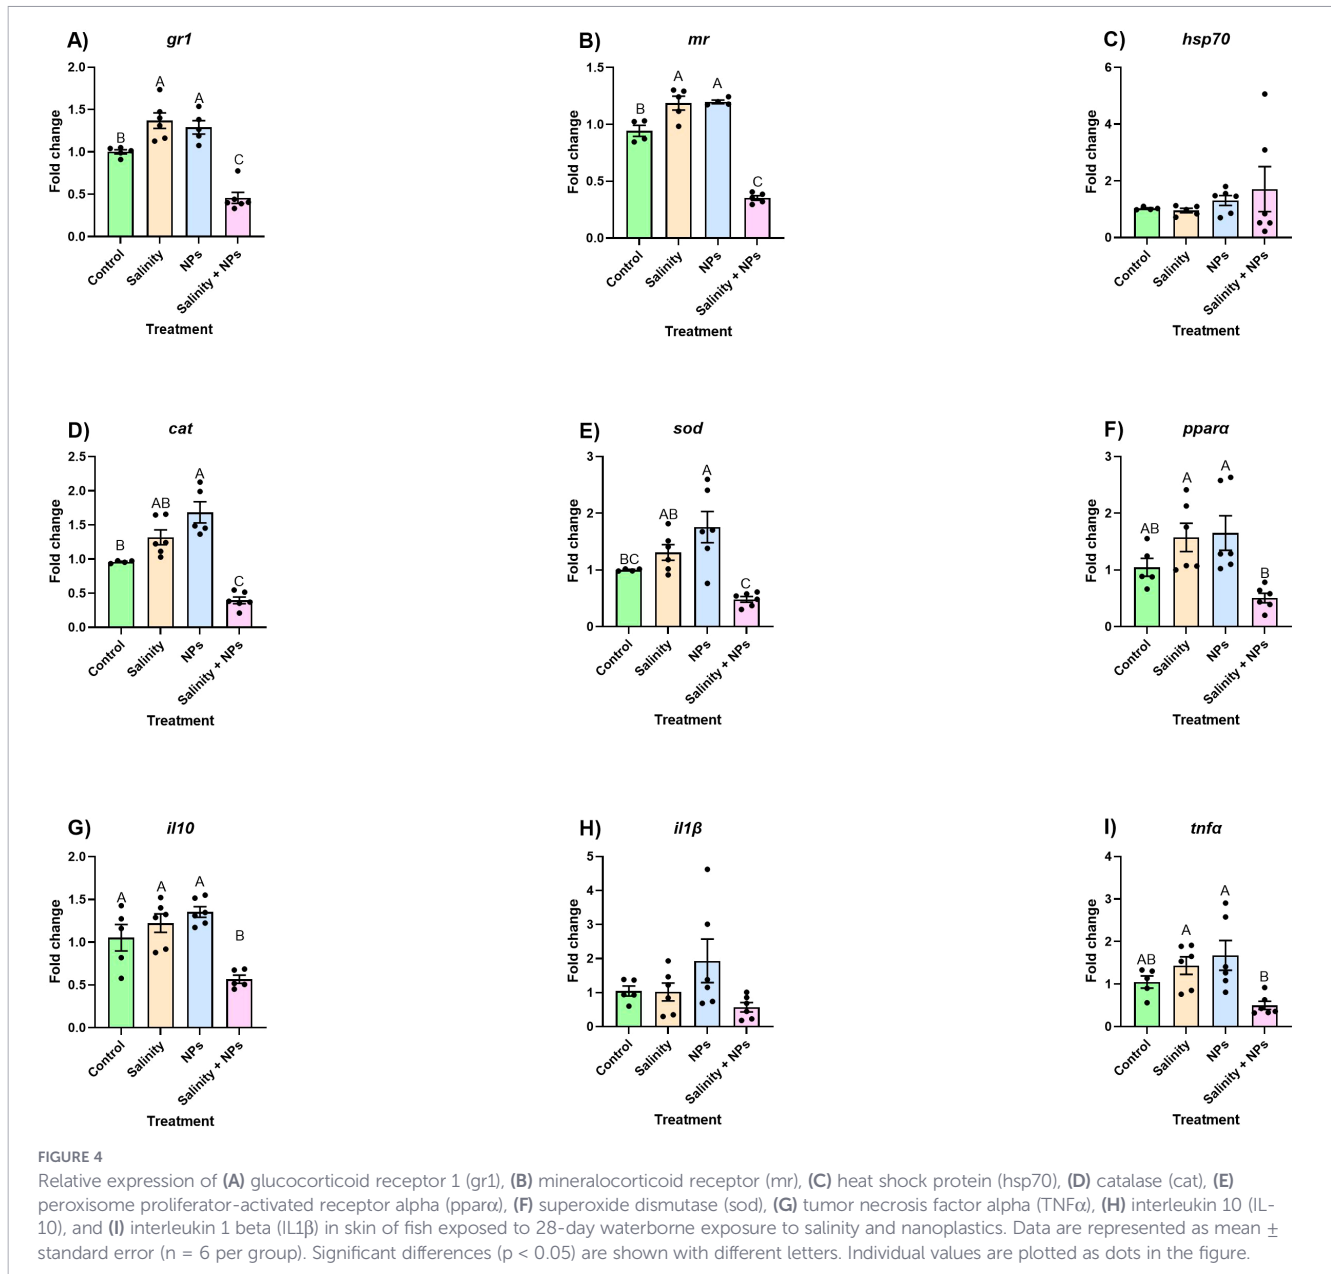 A) gr1
2.0
1.5
1.0
0.5
0.0
Fold change
B
A
A
C
Control
Salinity
NPs
Salinity + NPs
Treatment
B) mr
1.5
1.0
0.5
0.0
Fold change
B
A
A
C
Control
Salinity
NPs
Salinity + NPs
Treatment
C) hsp70
6
4
2
0
Fold change
Control
Salinity
NPs
Salinity + NPs
Treatment
D) cat
2.5
2.0
1.5
1.0
0.5
0.0
Fold change
B
AB
A
C
Control
Salinity
NPs
Salinity + NPs
Treatment
E) sod
3
2
1
0
Fold change
BC
AB
A
C
Control
Salinity
NPs
Salinity + NPs
Treatment
F) pparα
3
2
1
0
Fold change
AB
A
A
B
Control
Salinity
NPs
Salinity + NPs
Treatment
G) il10
2.0
1.5
1.0
0.5
0.0
Fold change
A
A
A
B
Control
Salinity
NPs
Salinity + NPs
Treatment
H) il1β
5
4
3
2
1
0
Fold change
Control
Salinity
NPs
Salinity + NPs
Treatment
I) tnfα
4
3
2
1
0
Fold change
AB
A
A
B
Control
Salinity
NPs
Salinity + NPs
Treatment
FIGURE 4
Relative expression of (A) glucocorticoid receptor 1 (gr1), (B) mineralocorticoid receptor (mr), (C) heat shock protein (hsp70), (D) catalase (cat), (E)
peroxisome proliferator-activated receptor alpha (pparα), (F) superoxide dismutase (sod), (G) tumor necrosis factor alpha (TNFα), (H) interleukin 10 (IL-
10), and (I) interleukin 1 beta (IL1β) in skin of fish exposed to 28-day waterborne exposure to salinity and nanoplastics. Data are represented as mean ±
standard error (n = 6 per group). Significant differences (p < 0.05) are shown with different letters. Individual values are plotted as dots in the figure.